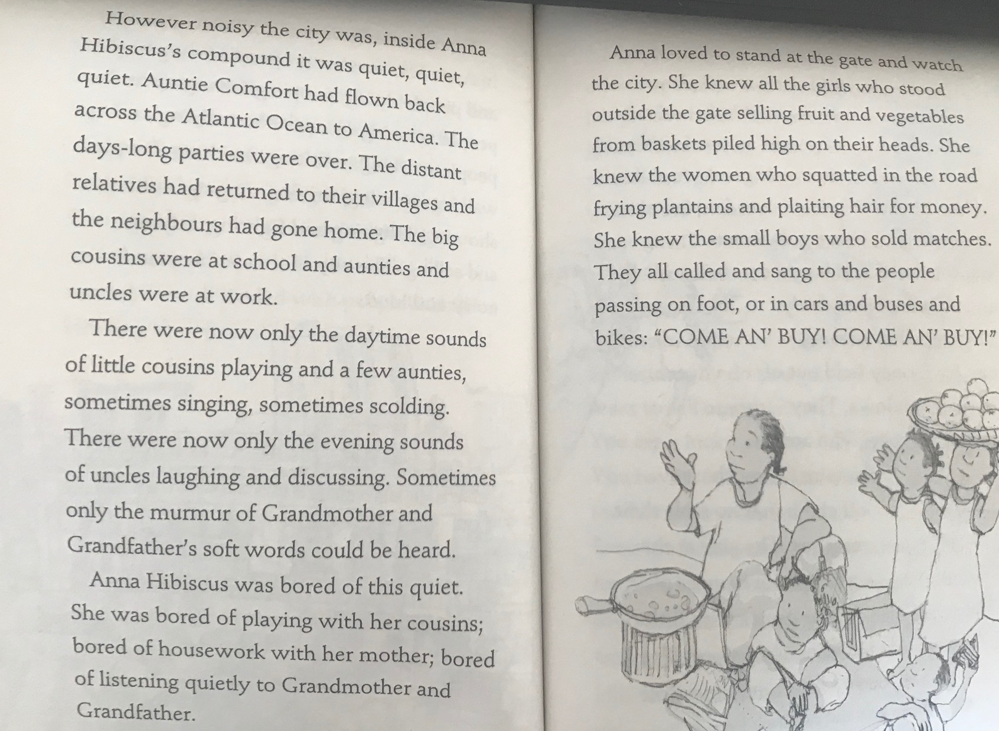 However noisy the city was, inside Anna
Hibiscus's compound it was quiet, quiet,
quiet. Auntie Comfort had flown back
across the Atlantic Ocean to America. The
days-long parties were over. The distant
relatives had returned to their villages and
the neighbours had gone home. The big
cousins were at school and aunties and
uncles were at work.
There were now only the daytime sounds
of little cousins playing and a few aunties,
sometimes singing, sometimes scolding.
There were now only the evening sounds
of uncles laughing and discussing. Sometimes
only the murmur of Grandmother and
Grandfather's soft words could be heard.
Anna Hibiscus was bored of this quiet.
She was bored of playing with her cousins;
bored of housework with her mother; bored
of listening quietly to Grandmother and
Grandfather.
Anna loved to stand at the gate and watch
the city. She knew all the girls who stood
outside the gate selling fruit and vegetables
from baskets piled high on their heads. She
knew the women who squatted in the road
frying plantains and plaiting hair for money.
She knew the small boys who sold matches.
They all called and sang to the people
passing on foot, or in cars and buses and
bikes: “COME AN’ BUY! COME AN’ BUY!”